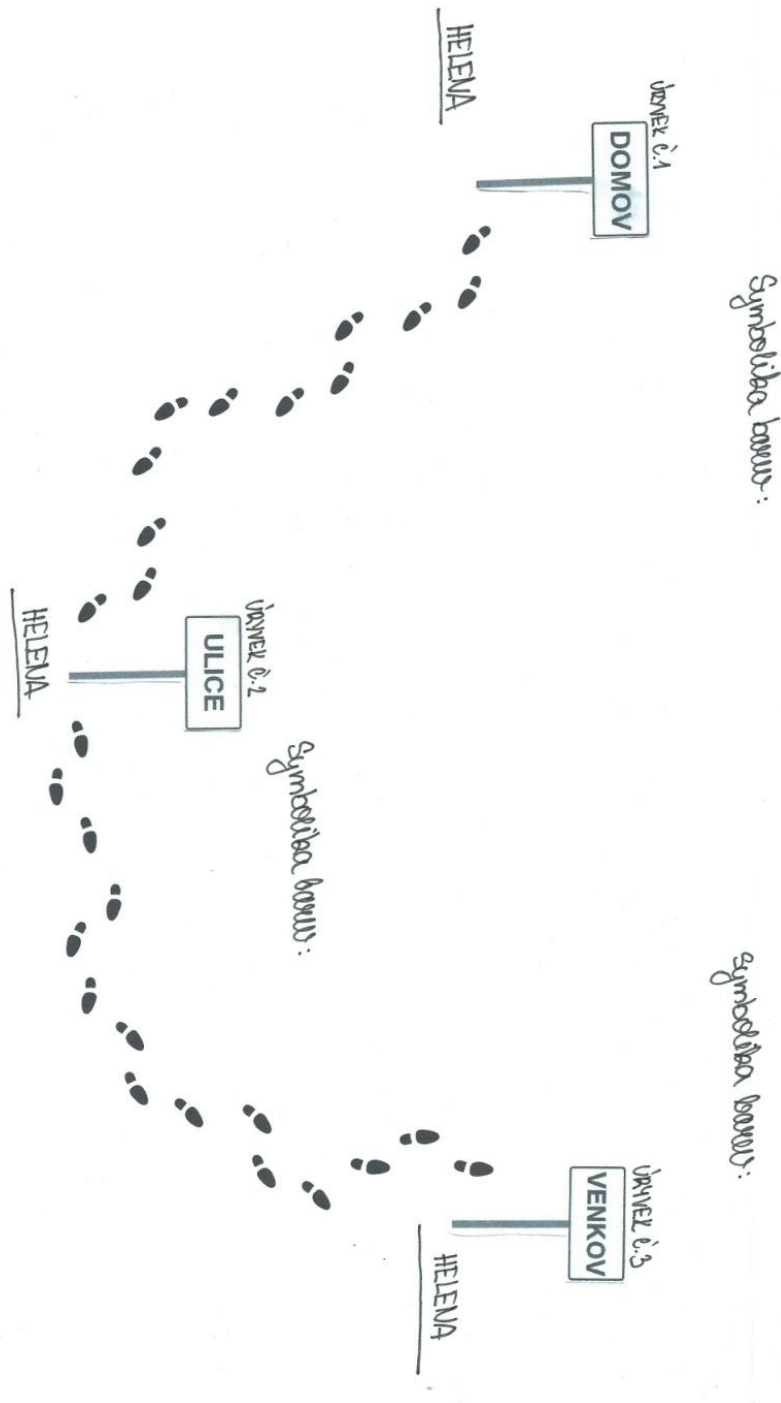 Symbolika barev:
ÚRYVEK č.1
DOMOV
HELENA
Symbolika barev:
ÚRYVEK č.2
ULICE
HELENA
Symbolika barev:
ÚRYVEK č.3
VENKOV
HELENA